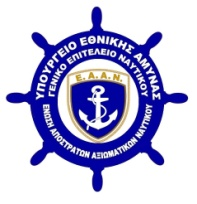 ΥΠΟΥΡΓΕΙΟ ΕΘΝΙΚΗΣ ΑΜΥΝΑΣ
ΓΕΝΙΚΟ ΕΠΙΤΕΛΕΙΟ ΝΑΥΤΙΚΟΥ
Ε.Α.Α.Ν.
ΕΝΩΣΗ ΑΠΟΣΤΡΑΤΩΝ ΑΞΙΩΜΑΤΙΚΩΝ ΝΑΥΤΙΚΟΥ